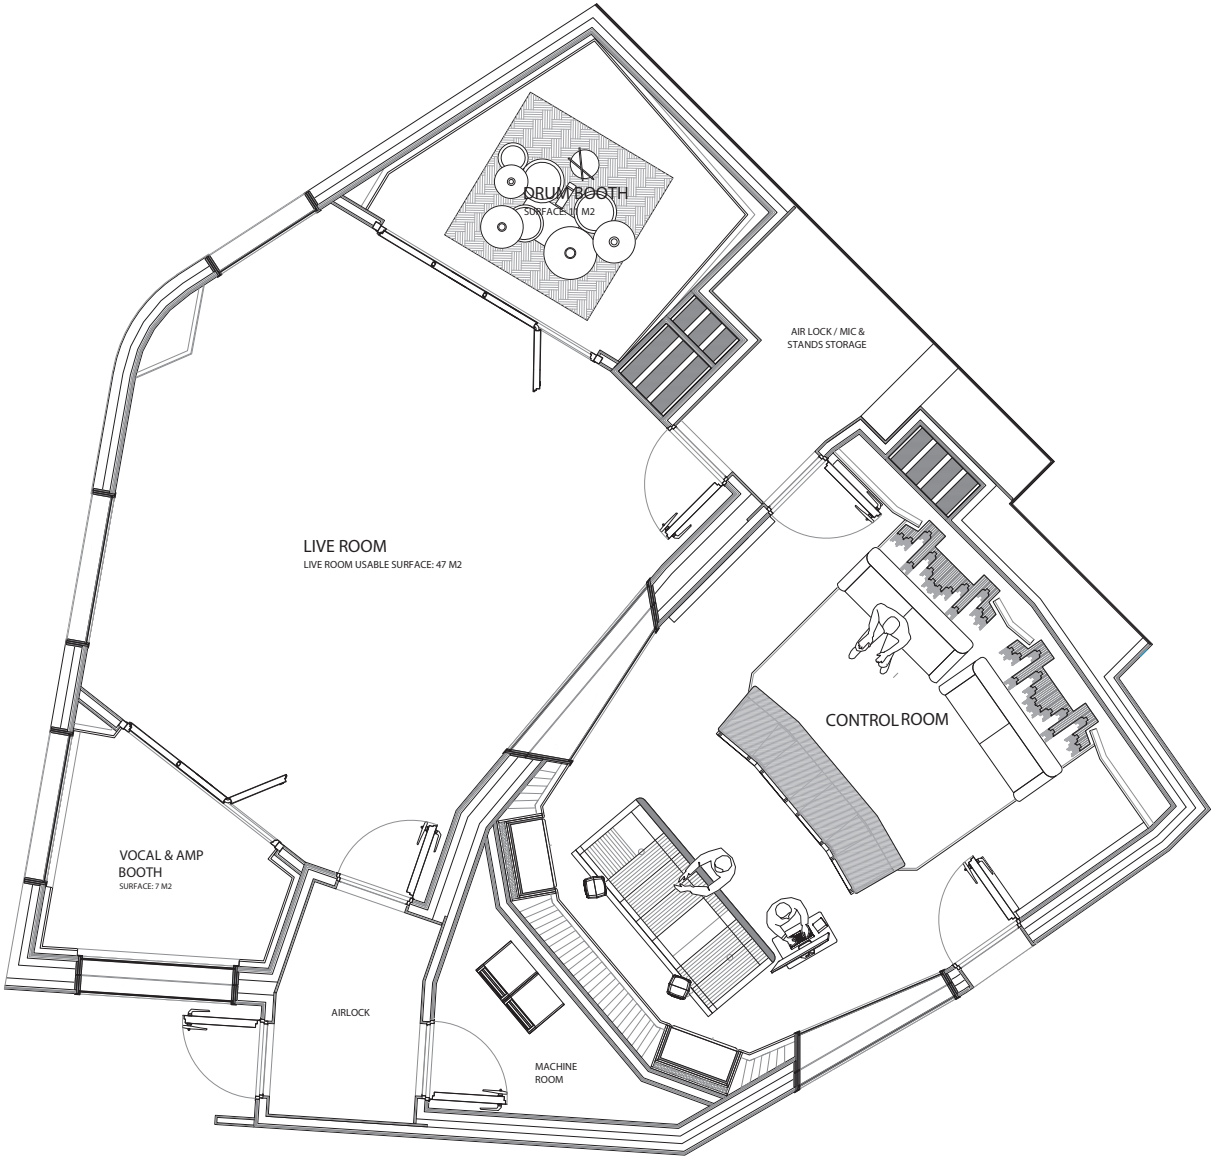 DRUM BOOTH
SURFACE: 11 M2
AIR LOCK / MIC &
STANDS STORAGE
LIVE ROOM
LIVE ROOM USABLE SURFACE: 47 M2
CONTROL ROOM
VOCAL & AMP
BOOTH
SURFACE: 7 M2
AIRLOCK
MACHINE
ROOM